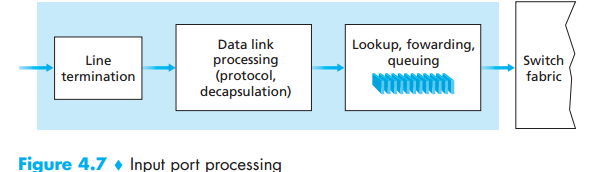 Line
termination
Data link
processing
(protocol,
decapsulation)
Lookup, fowarding,
queuing
Switch
fabric
Figure 4.7 ♦ Input port processing